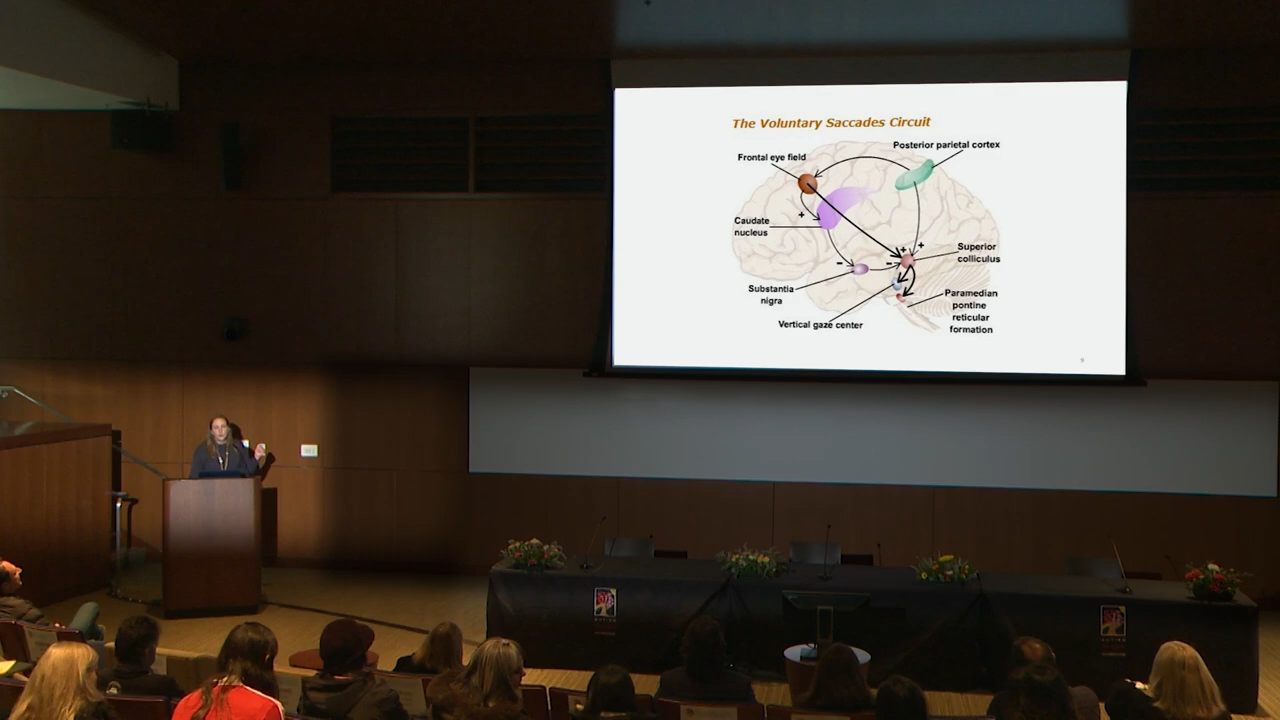 The Voluntary Saccades Circuit
Posterior parietal cortex
Frontal eye field
+
Caudate
nucleus
+
+
Superior
colliculus
-
-
Substantia
nigra
Paramedian
pontine
reticular
formation
Vertical gaze center
9